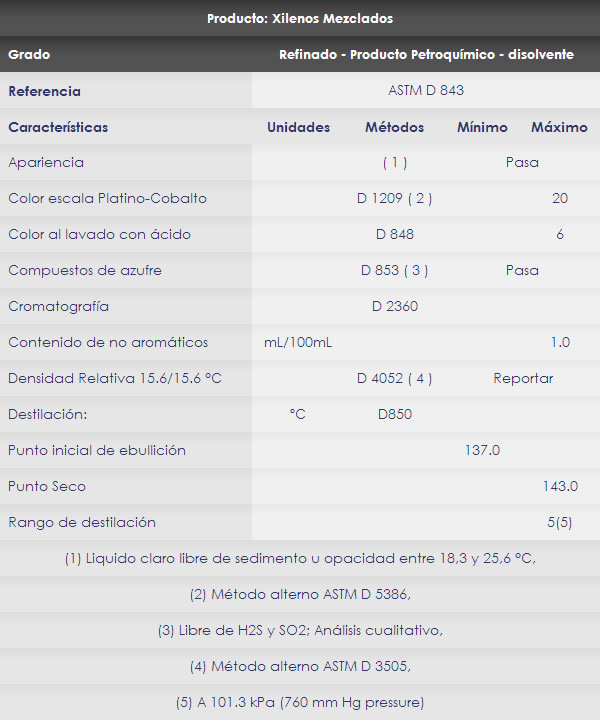 Producto: Xilenos Mezclados
Grado Refinado - Producto Petroquímico - disolvente
Referencia ASTM D 843
Características Unidades Métodos Mínimo Máximo
Apariencia ( 1 ) Pasa
Color escala Platino-Cobalto D 1209 ( 2 ) 20
Color al lavado con ácido D 848 6
Compuestos de azufre D 853 ( 3 ) Pasa
Cromatografía D 2360
Contenido de no aromáticos mL/100mL 1.0
Densidad Relativa 15.6/15.6 °C D 4052 ( 4 ) Reportar
Destilación: °C D850
Punto inicial de ebullición 137.0
Punto Seco 143.0
Rango de destilación 5(5)
(1) Liquido claro libre de sedimento u opacidad entre 18,3 y 25,6 °C,
(2) Método alterno ASTM D 5386,
(3) Libre de H2S y SO2; Análisis cualitativo,
(4) Método alterno ASTM D 3505,
(5) A 101.3 kPa (760 mm Hg pressure)